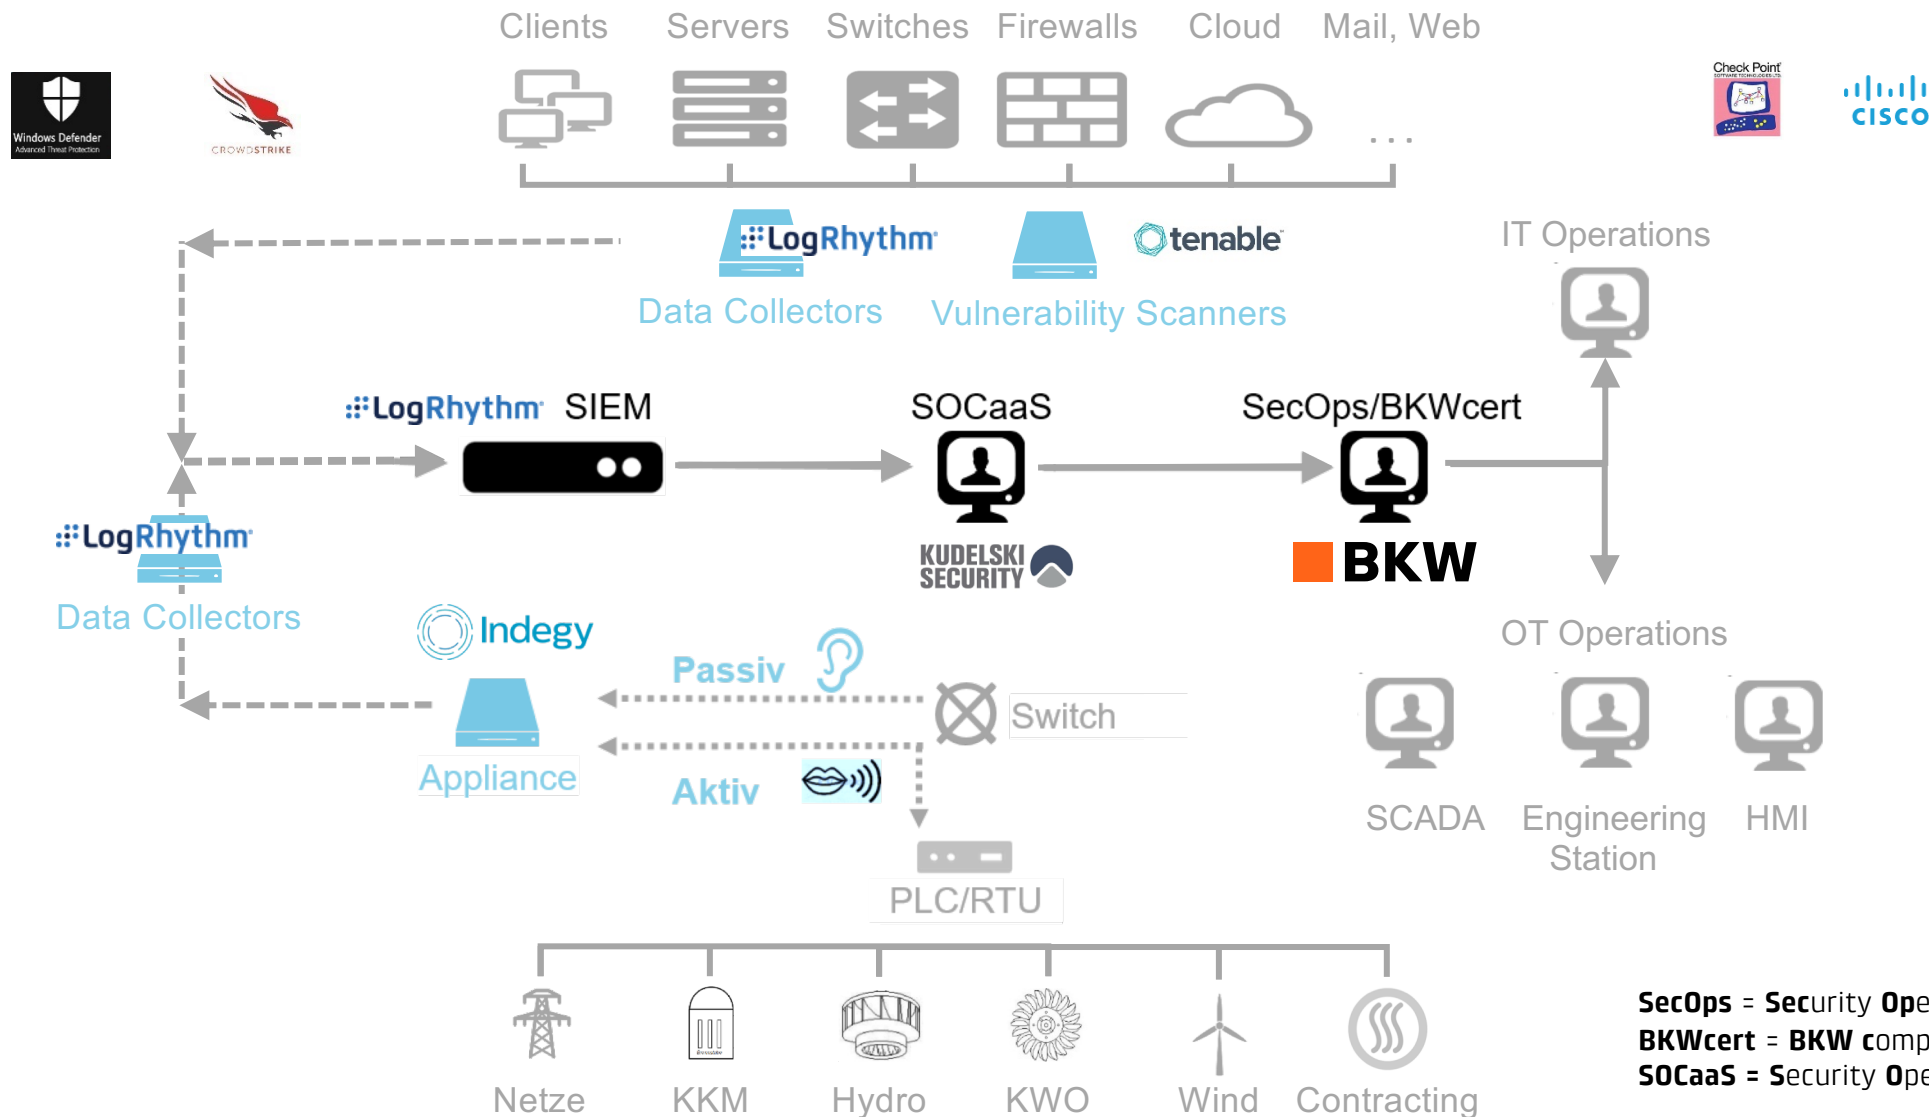 Clients Servers Switches Firewalls Cloud Mail, Web
Windows Defender
Advanced Threat Protection
CROWDSTRIKE
Check Point
SOFTWARE TECHNOLOGIES LTD.
CISCO
...
LogRhythm
tenable
IT Operations
Data Collectors Vulnerability Scanners
LogRhythm SIEM SOCaaS SecOps/BKWcert
LogRhythm
KUDELSKI
SECURITY
BKW
Data Collectors
Indegy
OT Operations
Passiv
Switch
Appliance
Aktiv
SCADA Engineering HMI
Station
PLC/RTU
SecOps = Security Ope
BKWcert = BKW comp
SOCaaS = Security Ope
Netze KKM Hydro KWO Wind Contracting